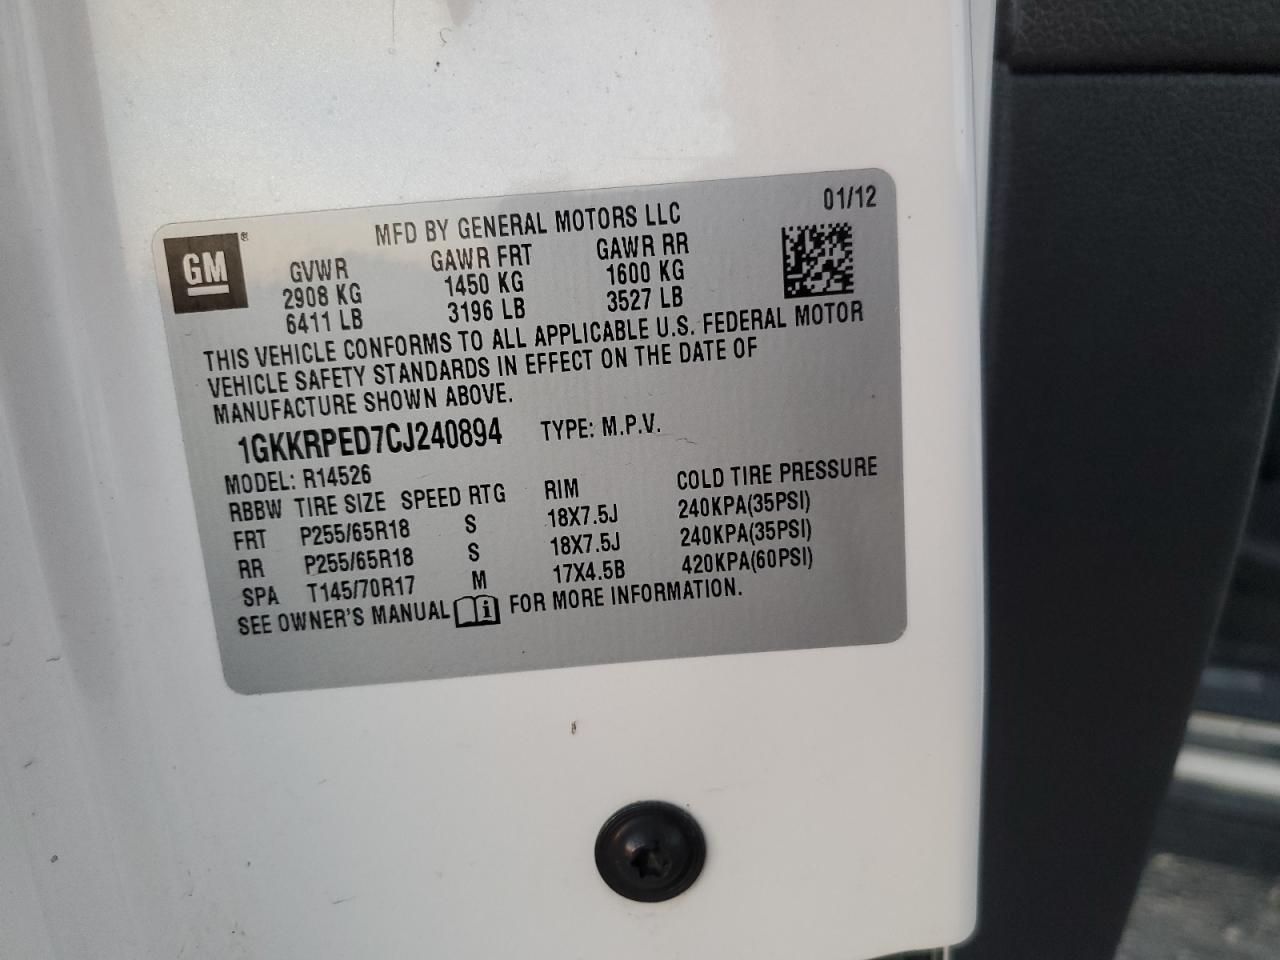 01/12
MFD BY GENERAL MOTORS LLC
GM®
GVWR GAWR FRT GAWR RR
2908 KG 1450 KG 1600 KG
6411 LB 3196 LB 3527 LB
THIS VEHICLE CONFORMS TO ALL APPLICABLE U.S. FEDERAL MOTOR
VEHICLE SAFETY STANDARDS IN EFFECT ON THE DATE OF
MANUFACTURE SHOWN ABOVE.
1GKKRPED7CJ240894 TYPE: M.P.V.
MODEL: R14526
RBBW TIRE SIZE SPEED RTG RIM COLD TIRE PRESSURE
FRT P255/65R18 S 18X7.5J 240KPA(35PSI)
RR P255/65R18 S 18X7.5J 240KPA(35PSI)
SPA T145/70R17 M 17X4.5B 420KPA(60PSI)
SEE OWNER'S MANUAL i FOR MORE INFORMATION.